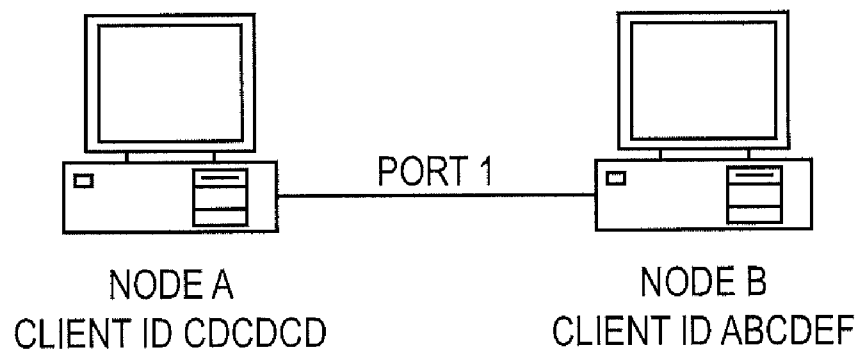 PORT 1
NODE A
CLIENT ID CDCDCD
NODE B
CLIENT ID ABCDEF